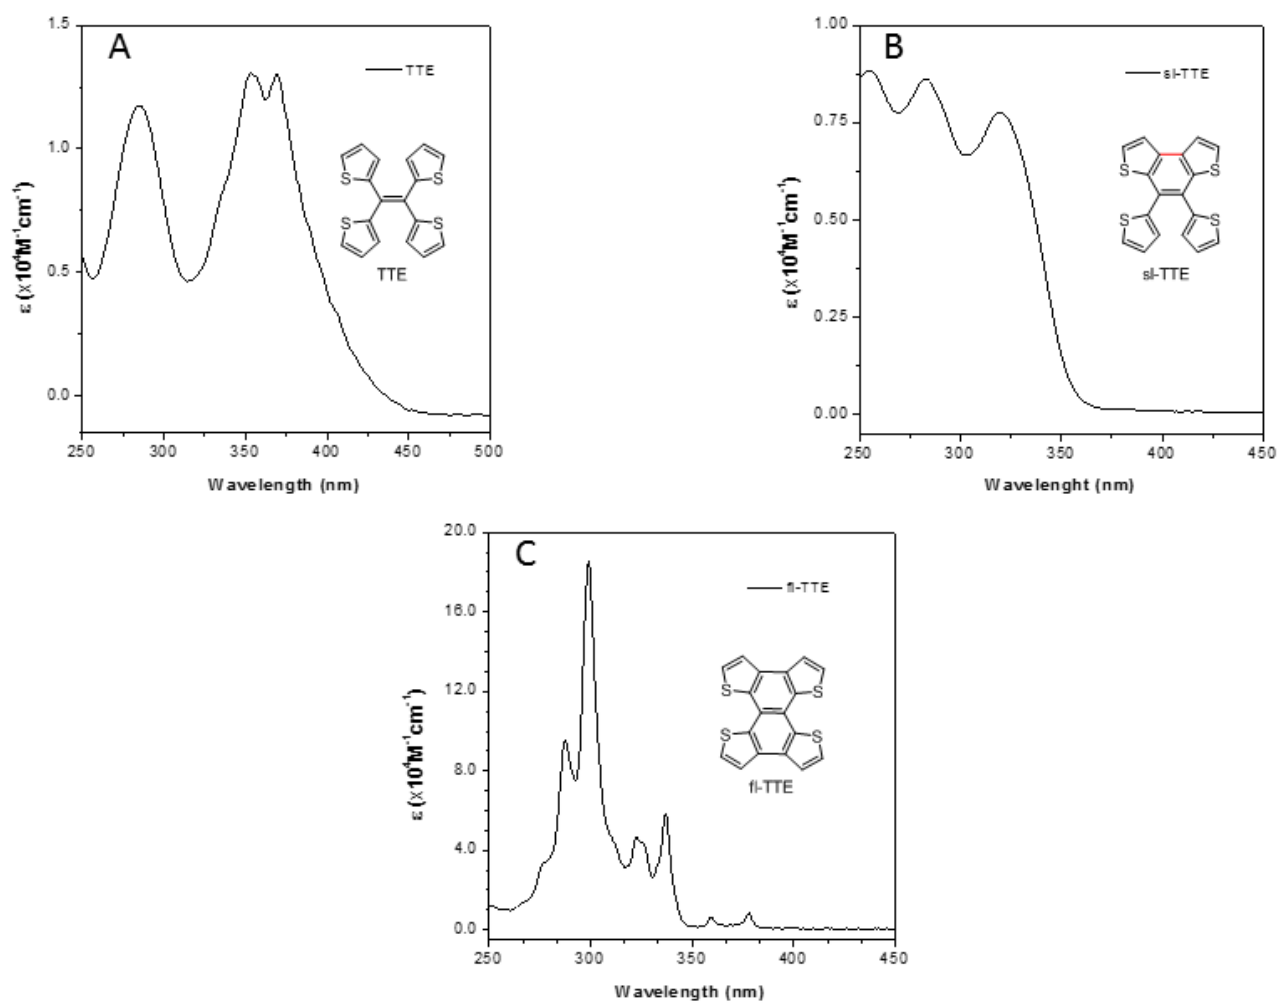 A
TTE
1.5
1.0
0.5
0.0
ε (×10⁴M⁻¹cm⁻¹)
S S
S S
TTE
250 300 350 400 450 500
Wavelength (nm)
B
sl-TTE
1.00
0.75
0.50
0.25
0.00
ε (×10⁴M⁻¹cm⁻¹)
S S
S S
sl-TTE
250 300 350 400 450
Wavelenght (nm)
C
fl-TTE
20.0
16.0
12.0
8.0
4.0
0.0
ε (×10⁴M⁻¹cm⁻¹)
S S
S S
fl-TTE
250 300 350 400 450
Wavelength (nm)